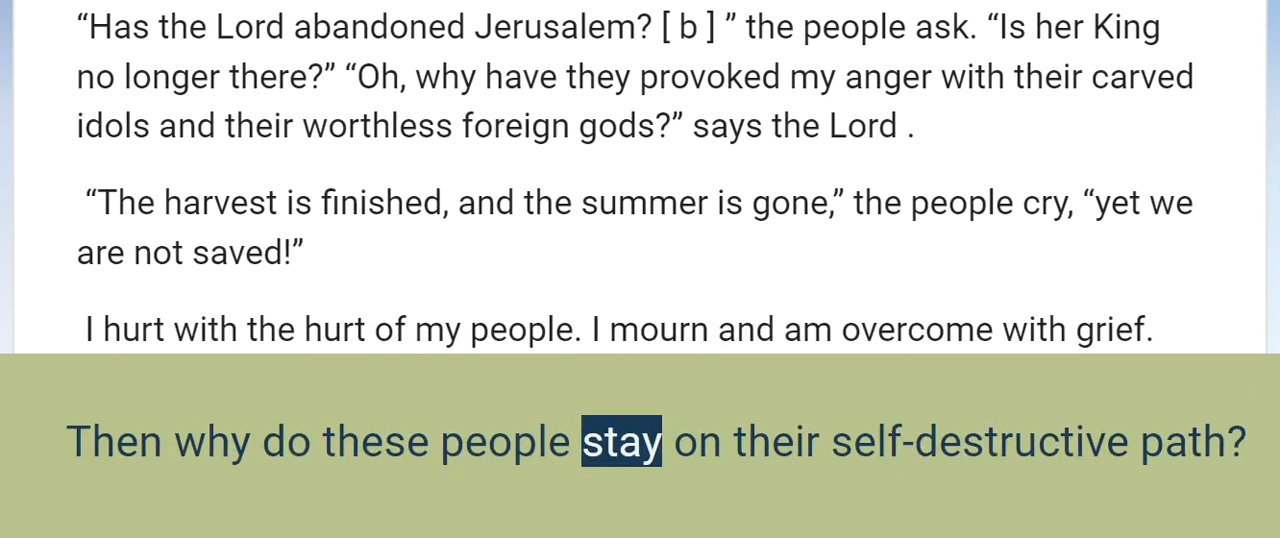 “Has the Lord abandoned Jerusalem? [ b ] ” the people ask. “Is her King
no longer there?” “Oh, why have they provoked my anger with their carved
idols and their worthless foreign gods?” says the Lord .
“The harvest is finished, and the summer is gone,” the people cry, “yet we
are not saved!”
I hurt with the hurt of my people. I mourn and am overcome with grief.
Then why do these people stay on their self-destructive path?